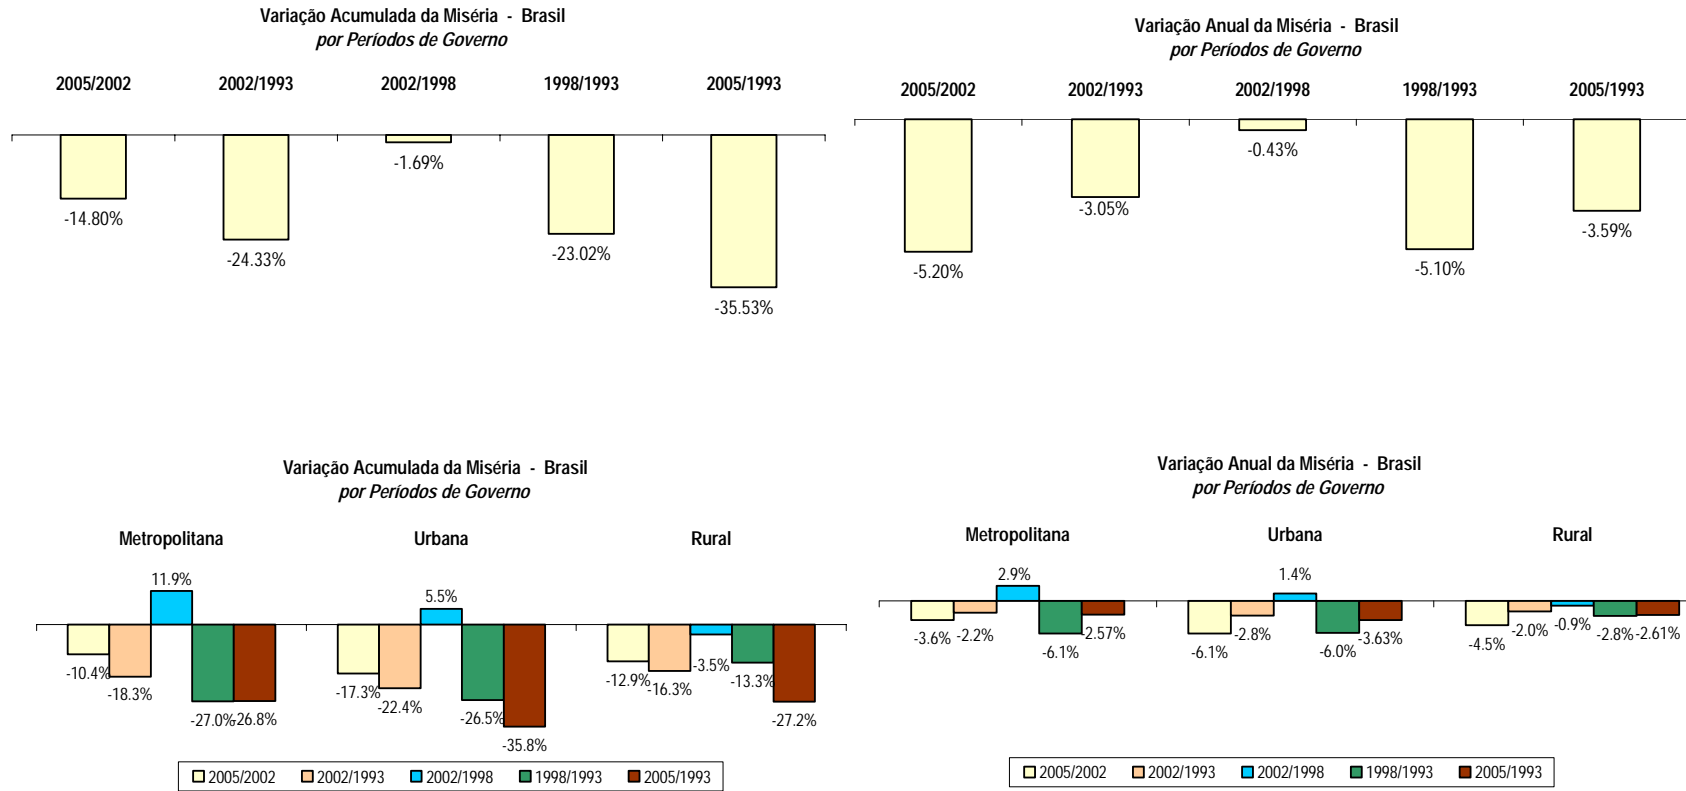 Variação Acumulada da Miséria - Brasil
por Períodos de Governo
2005/2002 2002/1993 2002/1998 1998/1993 2005/1993
-1.69%
-14.80%
-24.33% -23.02%
-35.53%
Variação Anual da Miséria - Brasil
por Períodos de Governo
2005/2002 2002/1993 2002/1998 1998/1993 2005/1993
-0.43%
-3.05%
-3.59%
-5.20% -5.10%
Variação Acumulada da Miséria - Brasil
por Períodos de Governo
Metropolitana Urbana Rural
11.9%
5.5%
-10.4% -18.3% -27.0% -26.8%
-17.3% -22.4% -26.5% -35.8%
-12.9% -16.3% -3.5% -13.3% -27.2%
2005/2002 2002/1993 2002/1998 1998/1993 2005/1993
Variação Anual da Miséria - Brasil
por Períodos de Governo
Metropolitana Urbana Rural
2.9%
1.4%
-3.6% -2.2% -6.1% -2.57%
-6.1% -2.8% -6.0% -3.63%
-4.5% -2.0% -0.9% -2.8% -2.61%
2005/2002 2002/1993 2002/1998 1998/1993 2005/1993